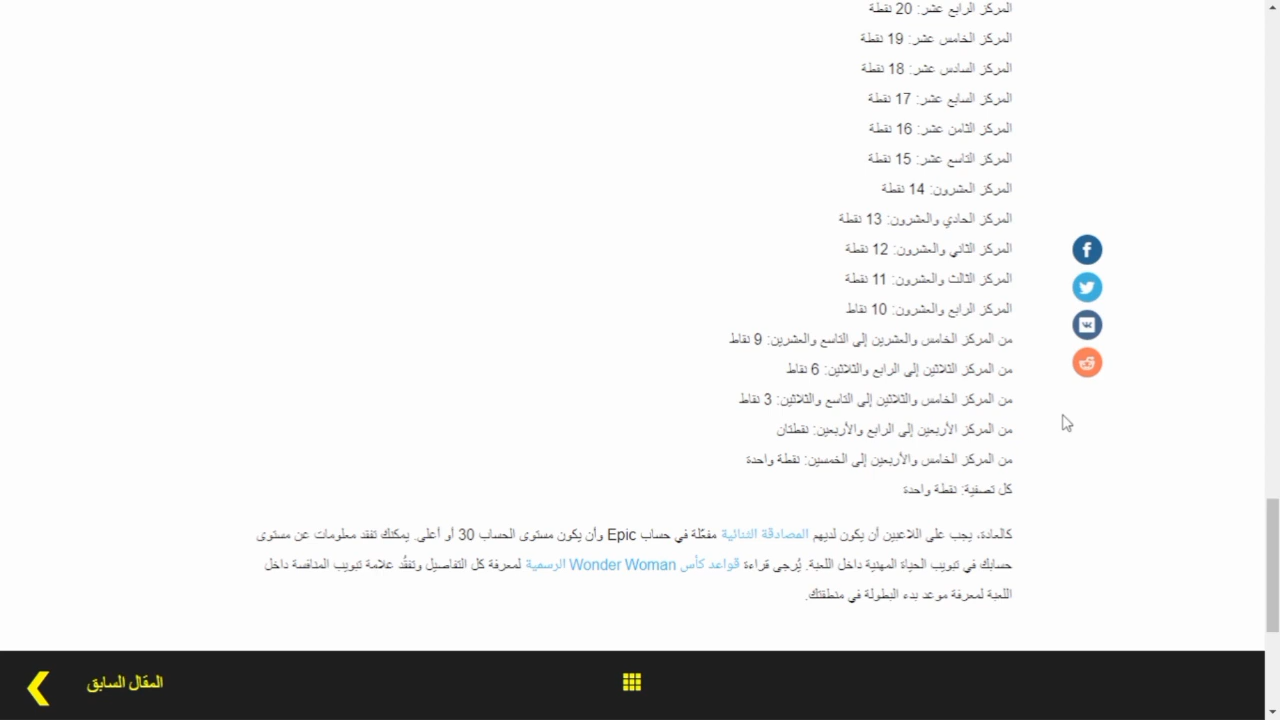 المركز الرابع عشر: 20 نقطة
المركز الخامس عشر: 19 نقطة
المركز السادس عشر: 18 نقطة
المركز السابع عشر: 17 نقطة
المركز الثامن عشر: 16 نقطة
المركز التاسع عشر: 15 نقطة
المركز العشرون: 14 نقطة
المركز الحادي والعشرون: 13 نقطة
المركز الثاني والعشرون: 12 نقطة
المركز الثالث والعشرون: 11 نقطة
المركز الرابع والعشرون: 10 نقاط
من المركز الخامس والعشرين إلى التاسع والعشرين: 9 نقاط
من المركز الثلاثين إلى الرابع والثلاثين: 6 نقاط
من المركز الخامس والثلاثين إلى التاسع والثلاثين: 3 نقاط
من المركز الأربعين إلى الرابع والأربعين: نقطتان
من المركز الخامس والأربعين إلى الخمسين: نقطة واحدة
كل تصفية: نقطة واحدة
كالعادة، يجب على اللاعبين أن يكون لديهم المصادقة الثنائية مفعّلة في حساب Epic وأن يكون مستوى الحساب 30 أو أعلى. يمكنك تفقد معلومات عن مستوى
حسابك في تبويب الحياة المهنية داخل اللعبة. يُرجى قراءة قواعد كأس Wonder Woman الرسمية لمعرفة كل التفاصيل وتفقُّد علامة تبويب المنافسة داخل
اللعبة لمعرفة موعد بدء البطولة في منطقتك.
المقال السابق